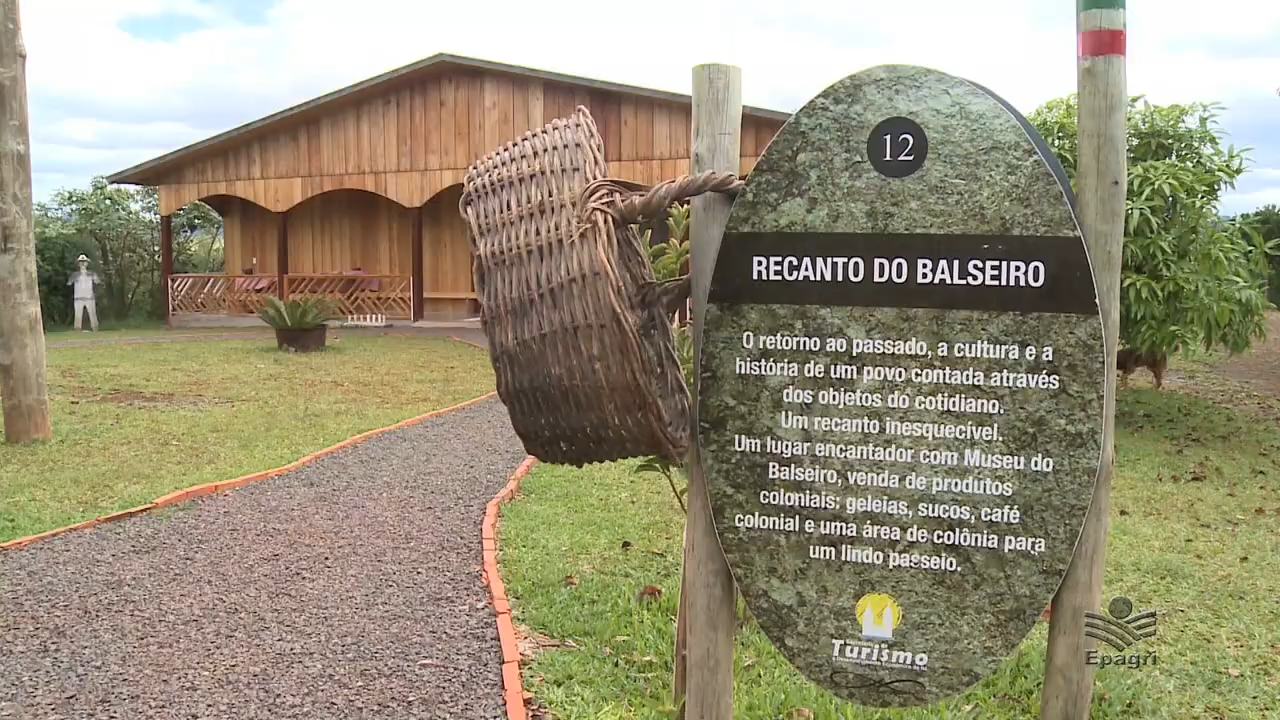 12
RECANTO DO BALSEIRO
O retorno ao passado, a cultura e a
história de um povo contada através
dos objetos do cotidiano.
Um recanto inesquecível.
Um lugar encantador com Museu do
Balseiro, venda de produtos
coloniais: geleias, sucos, café
colonial e uma área de colônia para
um lindo passeio.
Turismo
Epagri